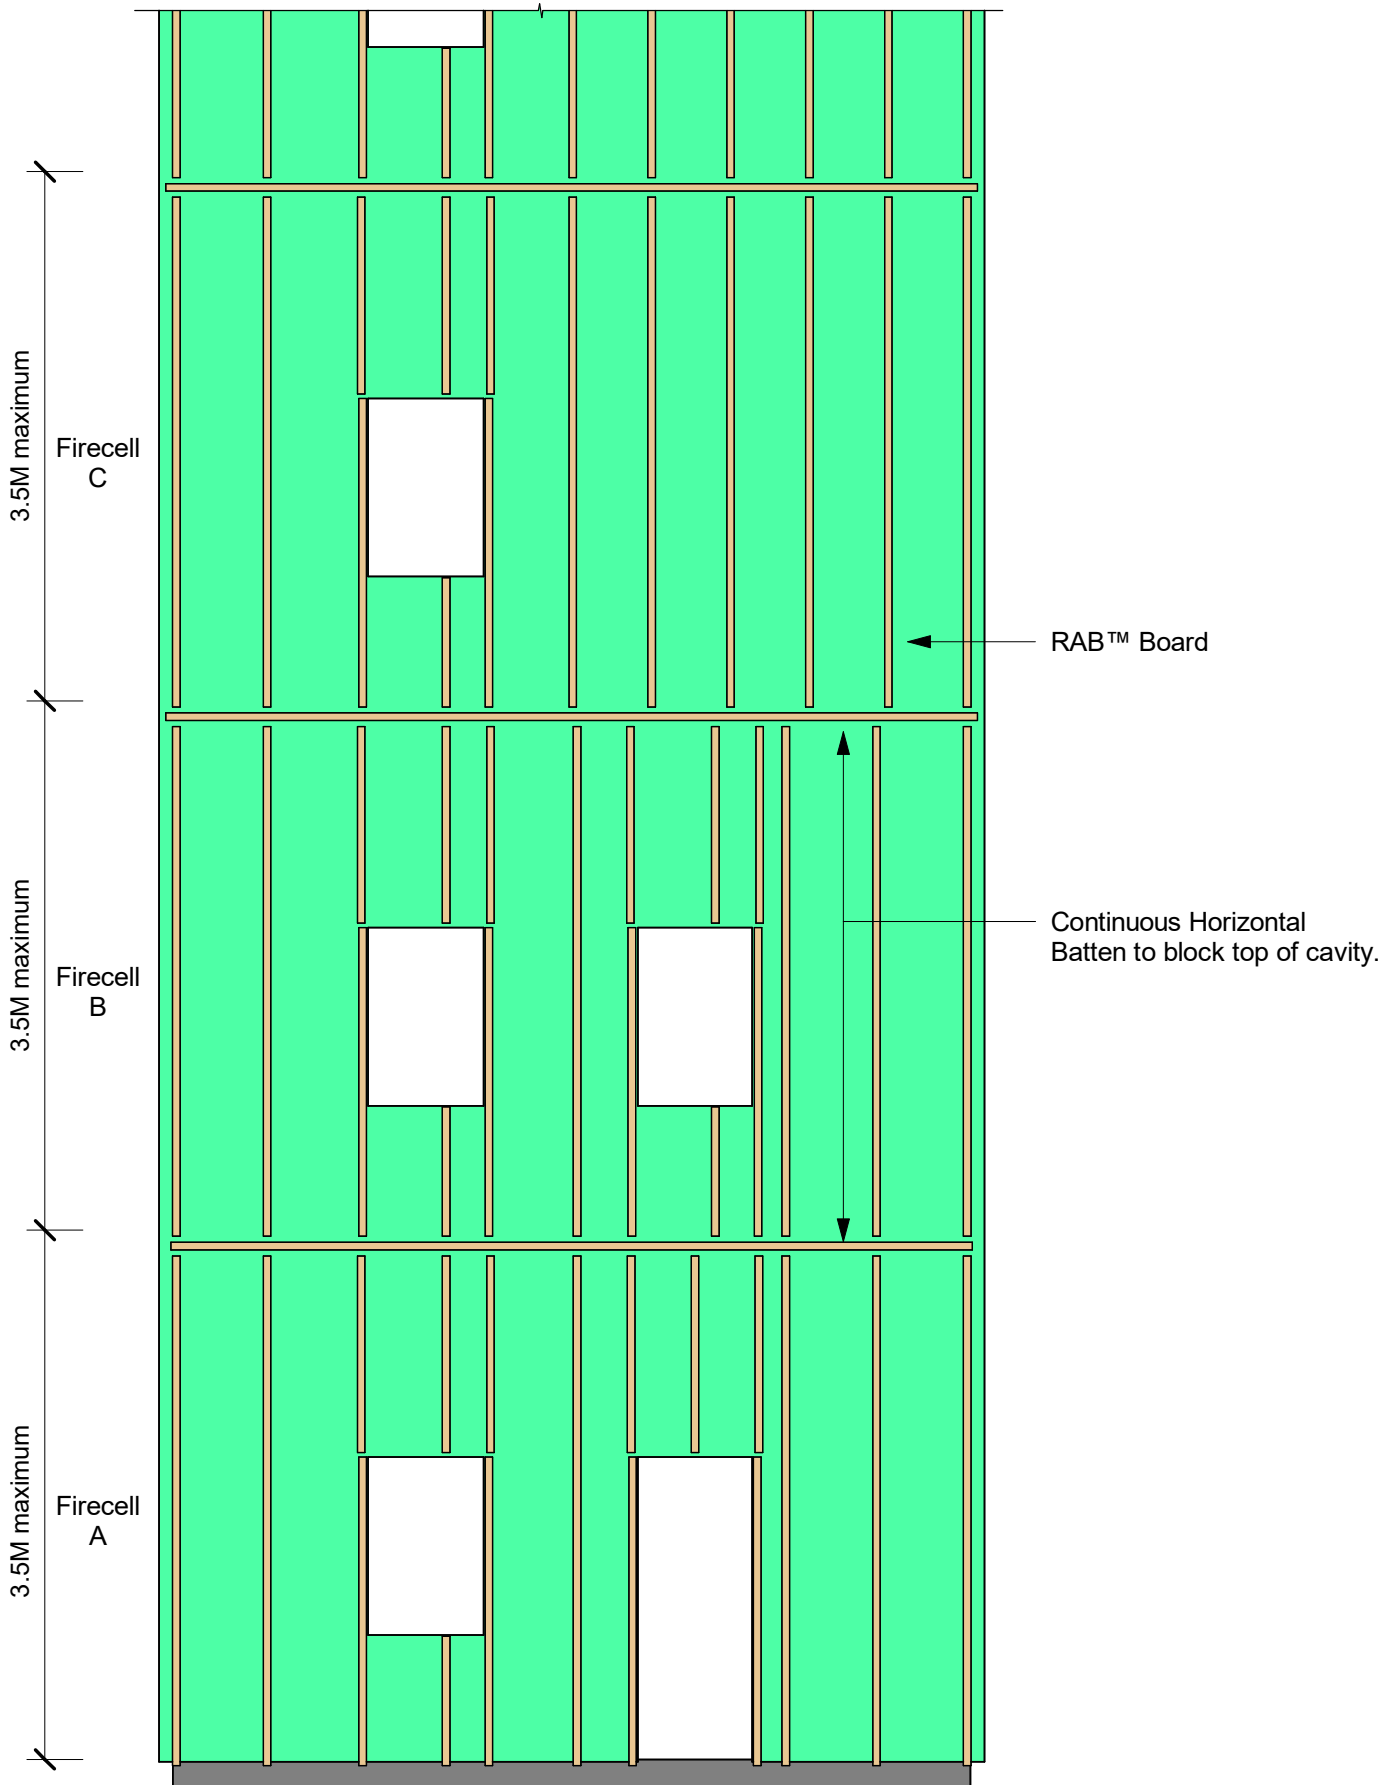 3.5M maximum
Firecell
C
RAB™ Board
3.5M maximum
Firecell
B
Continuous Horizontal
Batten to block top of cavity.
3.5M maximum
Firecell
A